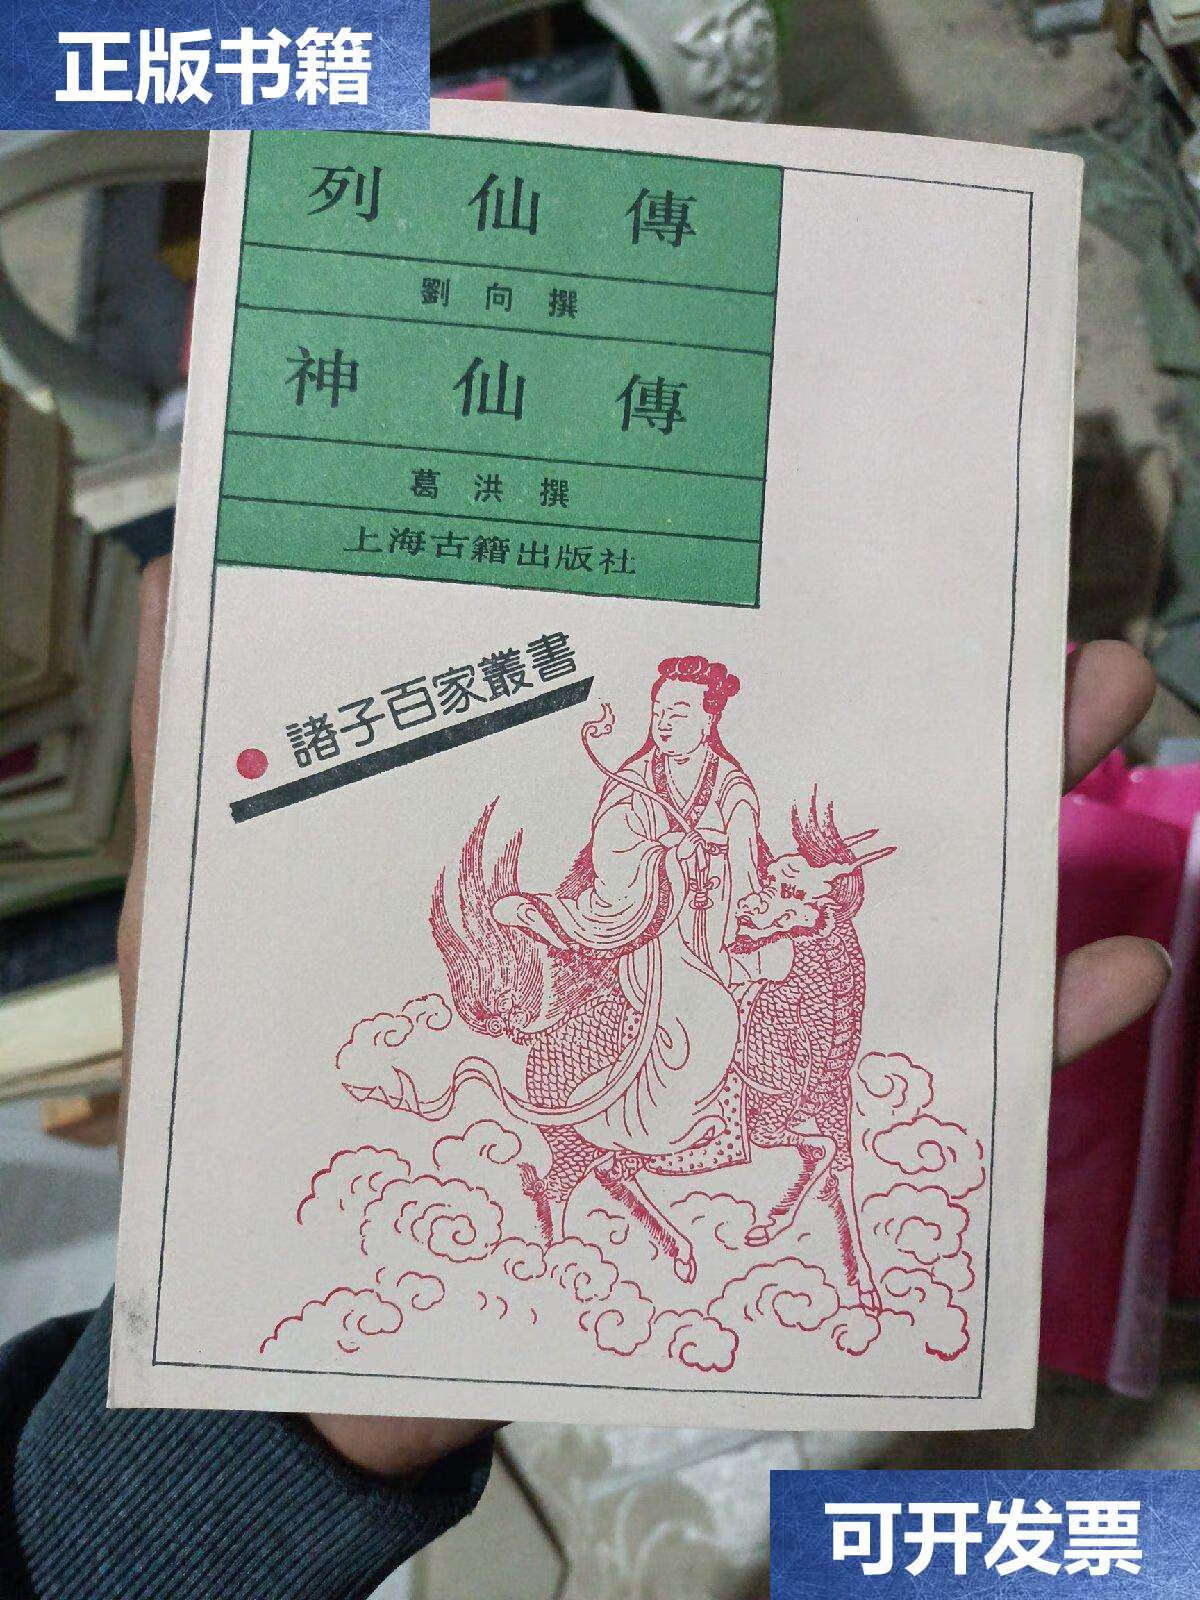 正版书籍
列仙傳
劉向撰
神仙傳
葛洪撰
上海古籍出版社
諸子百家叢書
可开发票